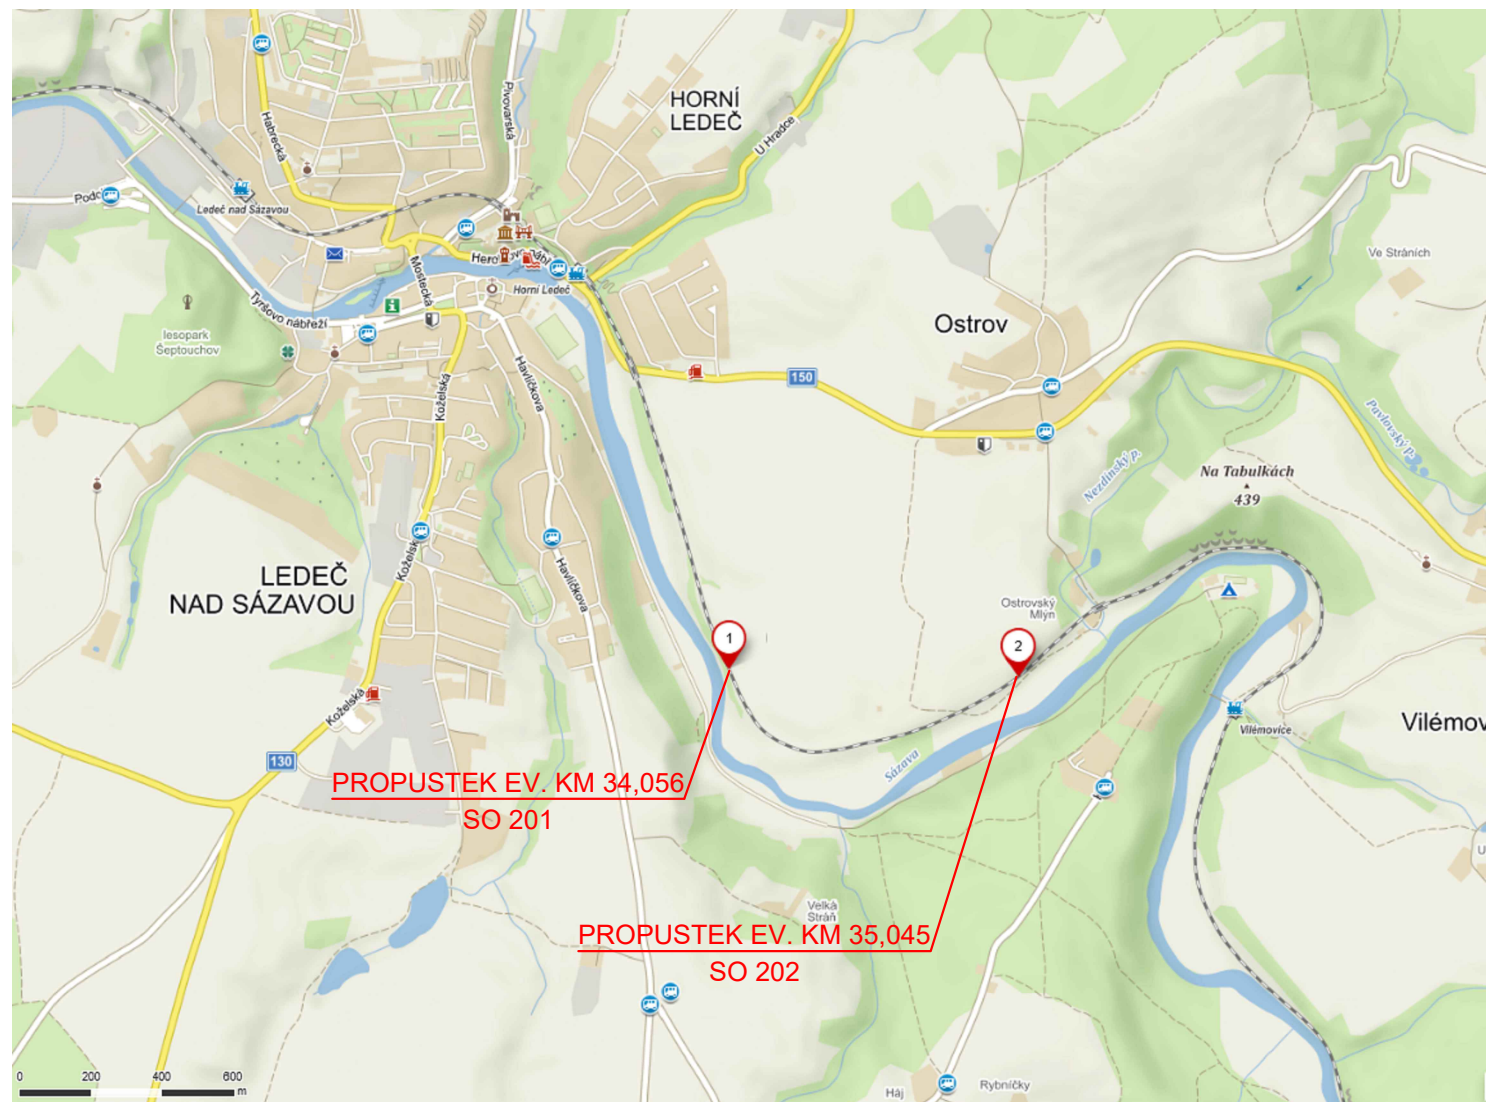 HORNÍ
LEDEČ
Pivovarská
Habrecká
U Hradce
Ledeč nad Sázavou
Mostecká
Horní Ledeč
Tyršovo nábřeží
lesopark
Šeptouchov
Ve Stráních
Ostrov
150
Havlíčkova
Koželská
Pavlovský p.
Nezdínský p.
Na Tabulkách
439
Koželská
Havlíčkova
LEDEČ
NAD SÁZAVOU
Ostrovský
Mlýn
1
2
Koželská
Vilémovice
Vilémov
130
Sázava
PROPUSTEK EV. KM 34,056
SO 201
Velká
Stráň
PROPUSTEK EV. KM 35,045
SO 202
0 200 400 600
m
Háj
Rybníčky